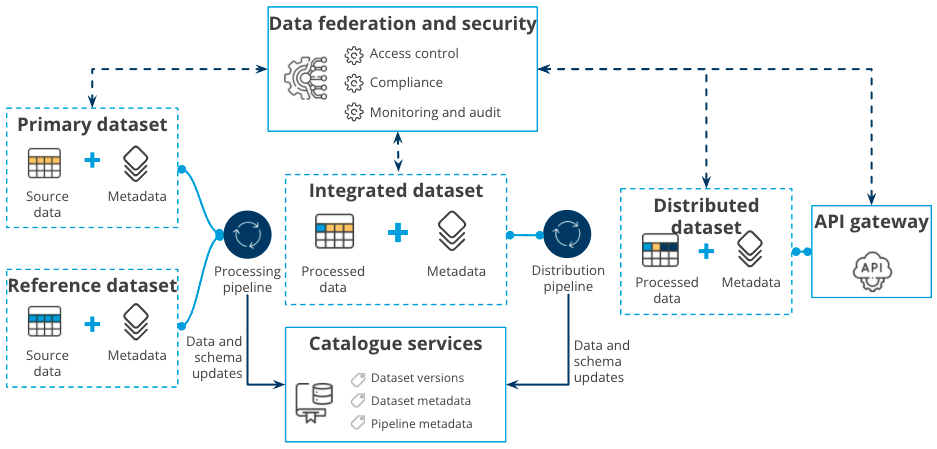 Data federation and security
Access control
Compliance
Monitoring and audit
Primary dataset
Source
data
Metadata
Reference dataset
Source
data
Metadata
Processing
pipeline
Data and
schema
updates
Integrated dataset
Processed
data
Metadata
Distribution
pipeline
Data and
schema
updates
Catalogue services
Dataset versions
Dataset metadata
Pipeline metadata
Distributed
dataset
Processed
data
Metadata
API gateway
API